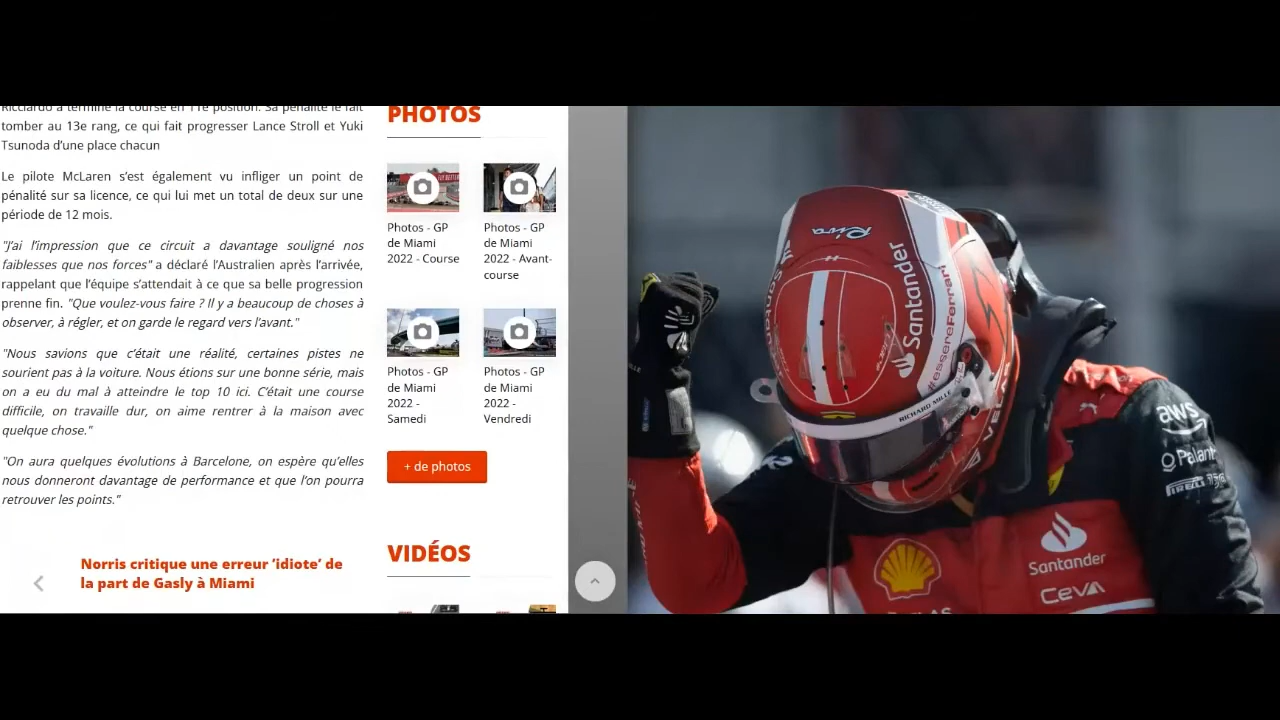 Ricciardo a terminé la course en 11e position. Sa pénalité le fait
tomber au 13e rang, ce qui fait progresser Lance Stroll et Yuki
Tsunoda d’une place chacun
Le pilote McLaren s’est également vu infliger un point de
pénalité sur sa licence, ce qui lui met un total de deux sur une
période de 12 mois.
"J’ai l’impression que ce circuit a davantage souligné nos
faiblesses que nos forces" a déclaré l’Australien après l’arrivée,
rappelant que l’équipe s’attendait à ce que sa belle progression
prenne fin. "Que voulez-vous faire ? Il y a beaucoup de choses à
observer, à régler, et on garde le regard vers l’avant."
"Nous savions que c’était une réalité, certaines pistes ne
sourient pas à la voiture. Nous étions sur une bonne série, mais
on a eu du mal à atteindre le top 10 ici. C’était une course
difficile, on travaille dur, on aime rentrer à la maison avec
quelque chose."
"On aura quelques évolutions à Barcelone, on espère qu’elles
nous donneront davantage de performance et que l’on pourra
retrouver les points."
Norris critique une erreur ’idiote’ de
la part de Gasly à Miami
PHOTOS
Photos - GP
de Miami
2022 - Course
Photos - GP
de Miami
2022 - Avant-
course
Photos - GP
de Miami
2022 -
Samedi
Photos - GP
de Miami
2022 -
Vendredi
+ de photos
VIDÉOS
Riva
Santander
#essereFerrari
RICHARD MILLE
VELAS
aws
Palant
PIRELLI
Santander
CEVA